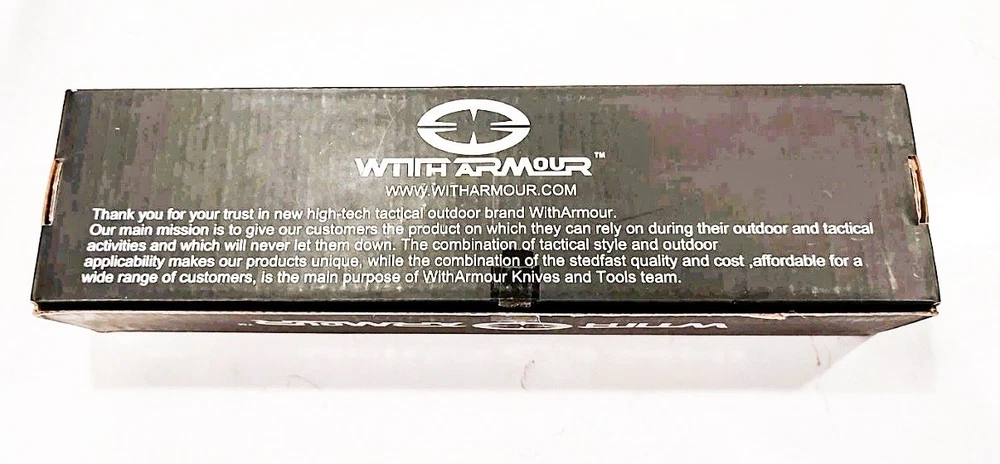 WITHARMOUR™
WWW.WITHARMOUR.COM
Thank you for your trust in new high-tech tactical outdoor brand WithArmour.
Our main mission is to give our customers the product on which they can rely on during their outdoor and tactical
activities and which will never let them down. The combination of tactical style and outdoor
applicability makes our products unique, while the combination of the stedfast quality and cost ,affordable for a
wide range of customers, is the main purpose of WithArmour Knives and Tools team.
WITH ARMOUR™